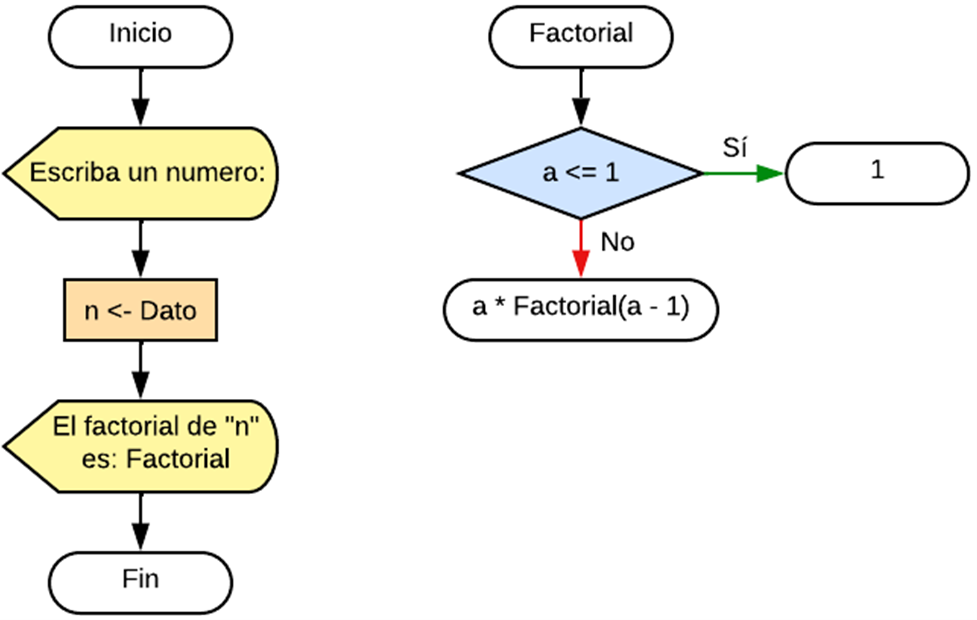 Inicio
Escriba un numero:
n <- Dato
El factorial de "n"
es: Factorial
Fin
Factorial
a <= 1
Sí
1
No
a * Factorial(a - 1)